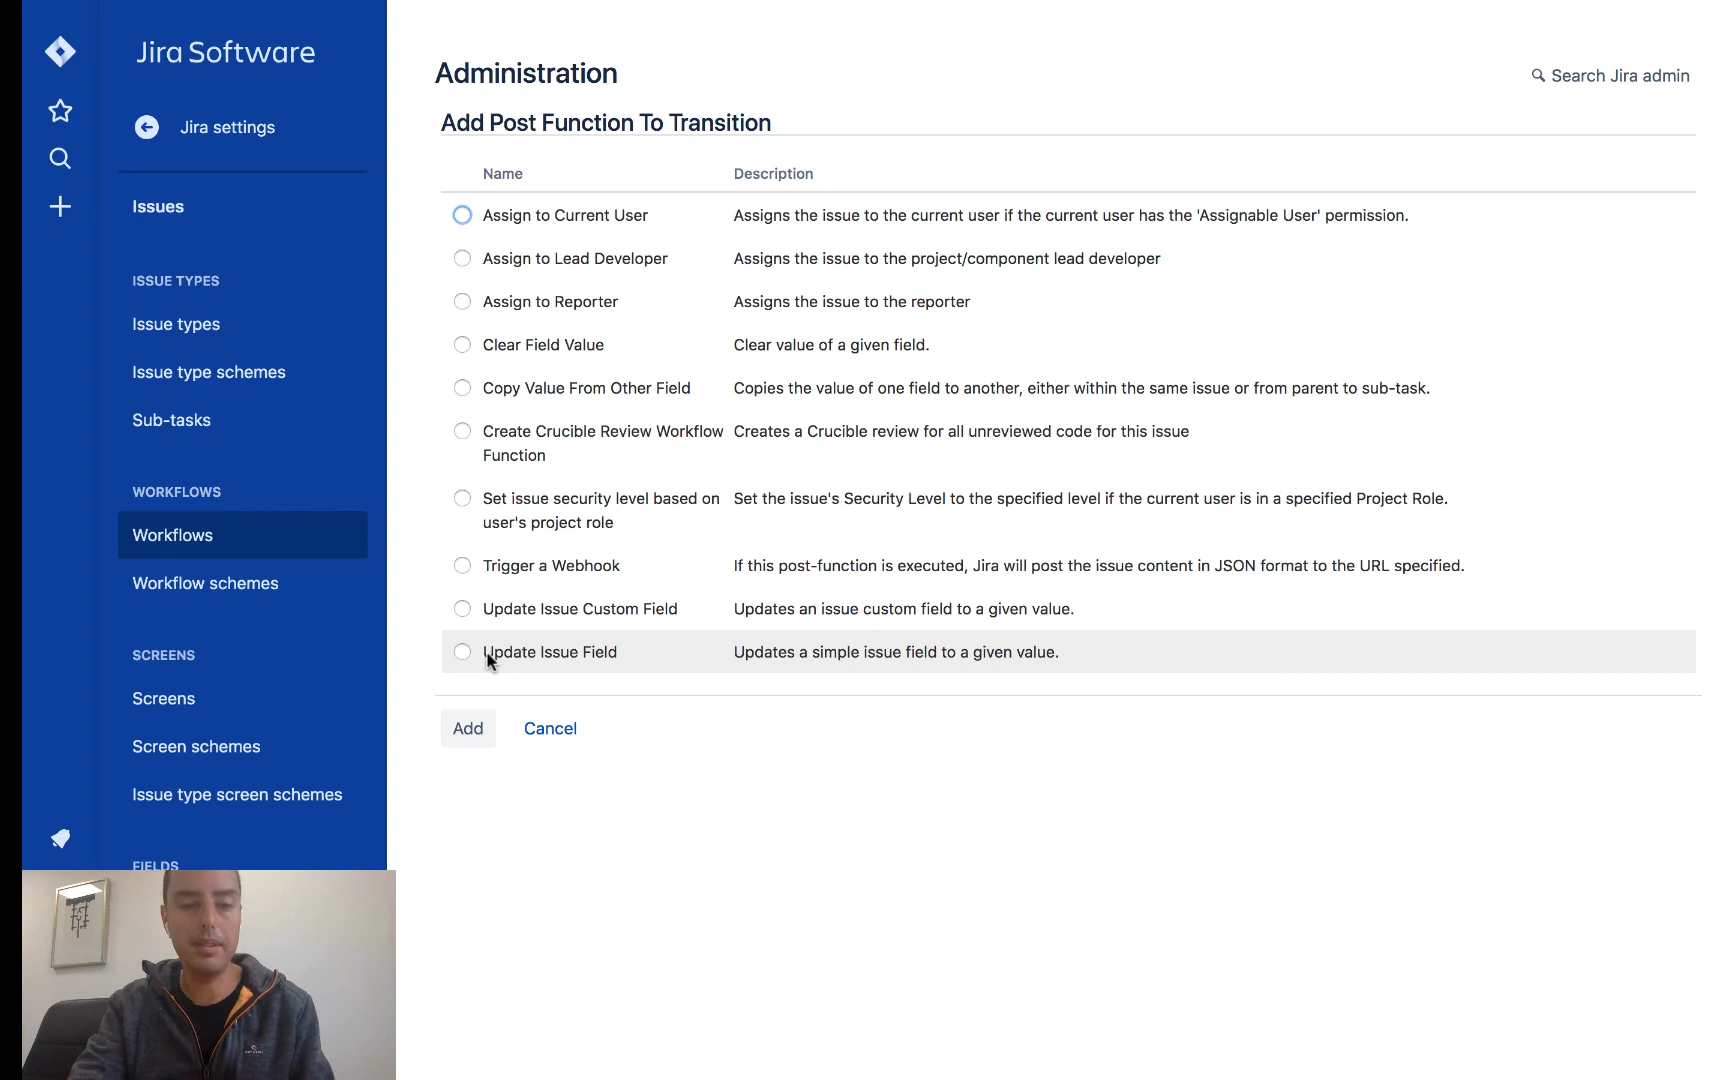 Jira Software
Jira settings
Issues
ISSUE TYPES
Issue types
Issue type schemes
Sub-tasks
WORKFLOWS
Workflows
Workflow schemes
SCREENS
Screens
Screen schemes
Issue type screen schemes
FIELDS
Administration
Search Jira admin
Add Post Function To Transition
Name Description
Assign to Current User Assigns the issue to the current user if the current user has the 'Assignable User' permission.
Assign to Lead Developer Assigns the issue to the project/component lead developer
Assign to Reporter Assigns the issue to the reporter
Clear Field Value Clear value of a given field.
Copy Value From Other Field Copies the value of one field to another, either within the same issue or from parent to sub-task.
Create Crucible Review Workflow Creates a Crucible review for all unreviewed code for this issue
Function
Set issue security level based on Set the issue's Security Level to the specified level if the current user is in a specified Project Role.
user's project role
Trigger a Webhook If this post-function is executed, Jira will post the issue content in JSON format to the URL specified.
Update Issue Custom Field Updates an issue custom field to a given value.
Update Issue Field Updates a simple issue field to a given value.
Add Cancel